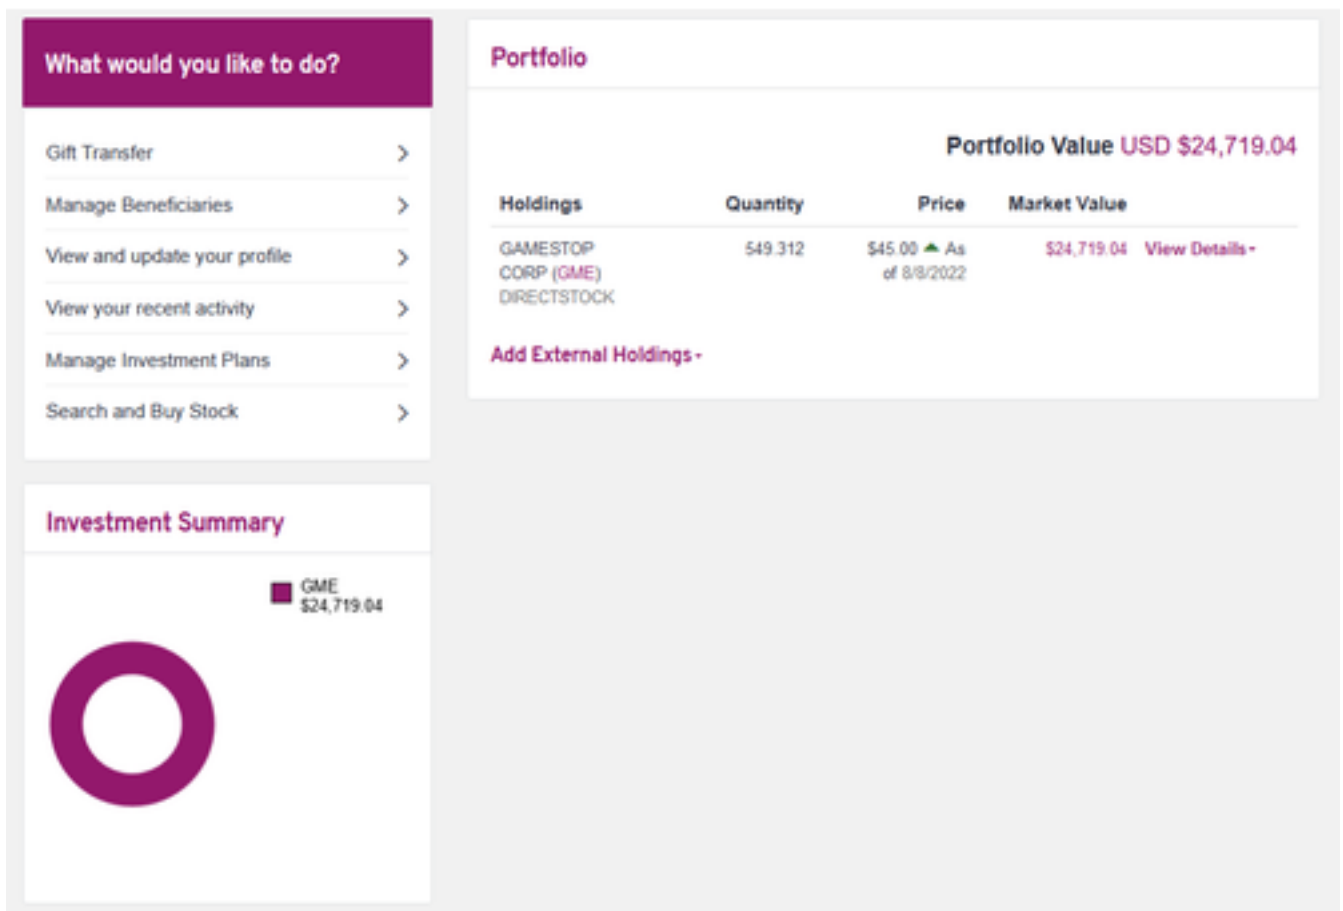 What would you like to do?
Gift Transfer
Manage Beneficiaries
View and update your profile
View your recent activity
Manage Investment Plans
Search and Buy Stock
Portfolio
Portfolio Value USD $24,719.04
Holdings Quantity Price Market Value
GAMESTOP 549.312 $45.00 As $24,719.04 View Details
CORP (GME) of 8/8/2022
DIRECTSTOCK
Add External Holdings
Investment Summary
GME
$24,719.04